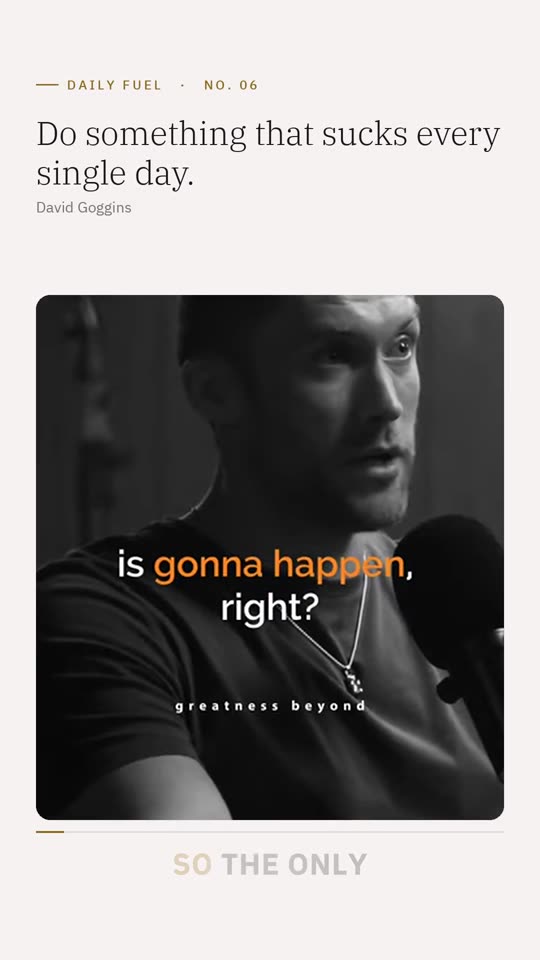 DAILY FUEL · NO. 06
Do something that sucks every
single day.
David Goggins
is gonna happen,
right?
greatness beyond
SO THE ONLY